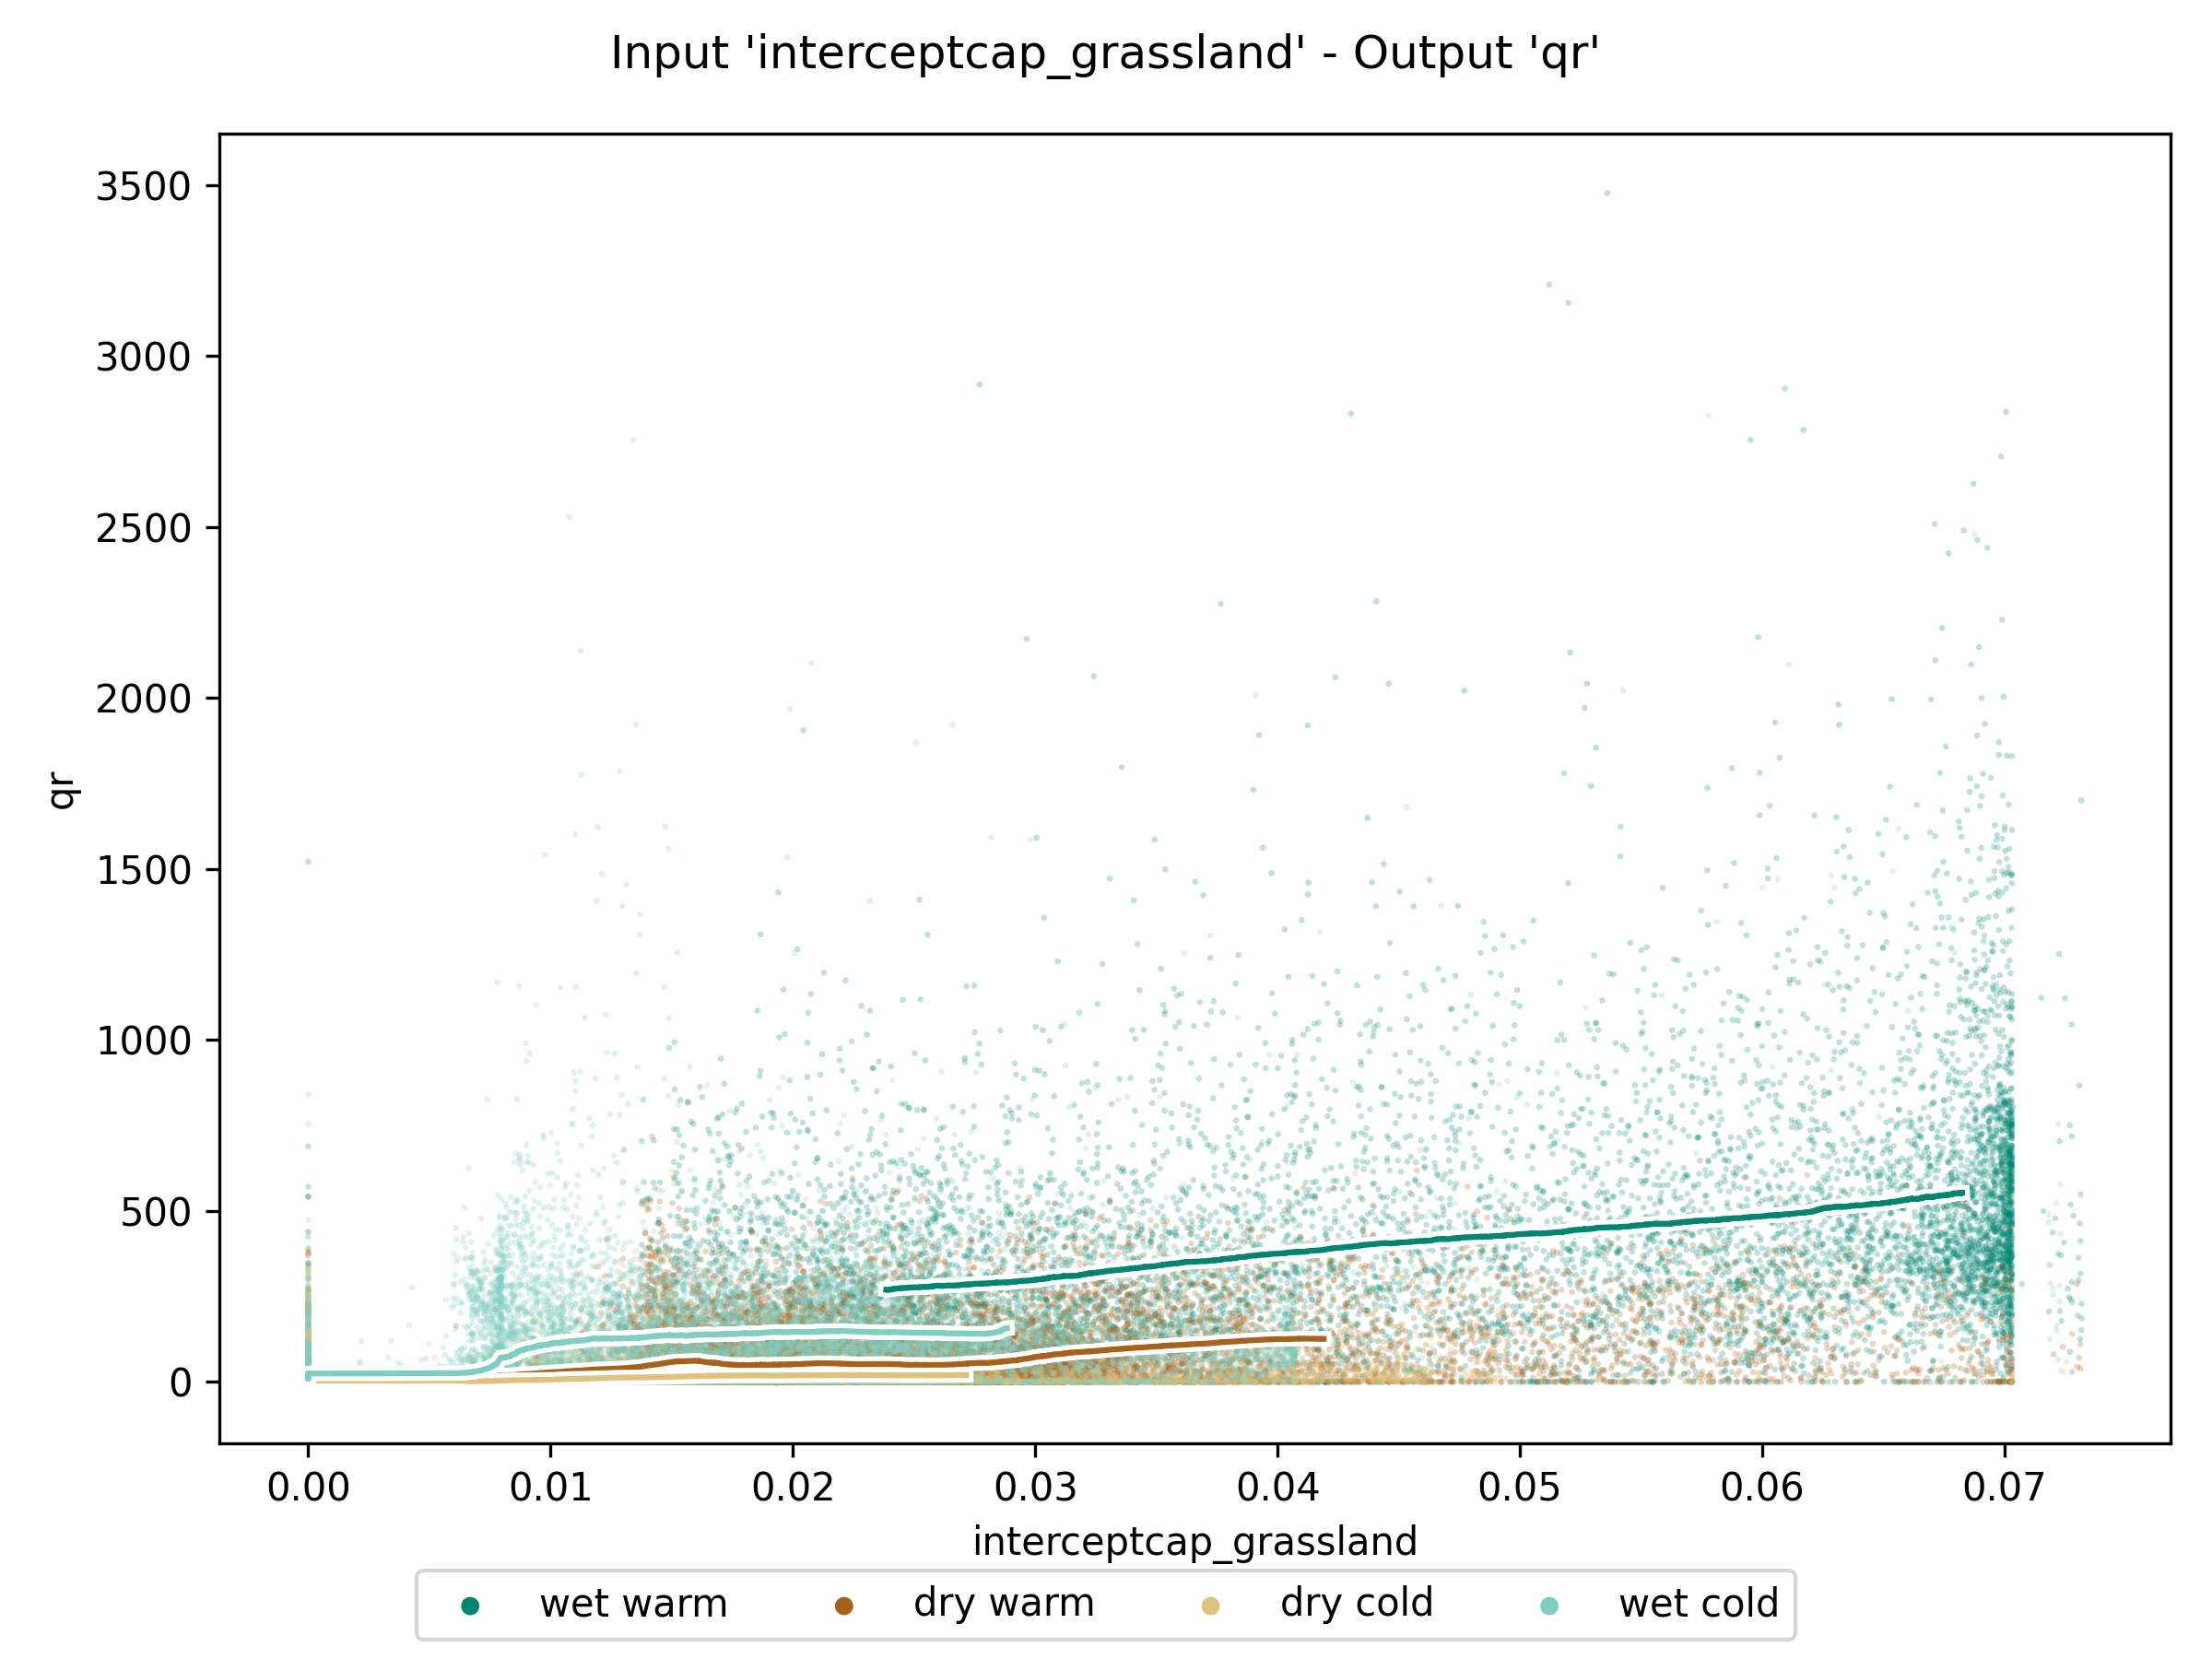 Input 'interceptcap_grassland' - Output 'qr'
3500
3000
2500
2000
1500
1000
500
0
qr
0.00 0.01 0.02 0.03 0.04 0.05 0.06 0.07
interceptcap_grassland
wet warm dry warm dry cold wet cold